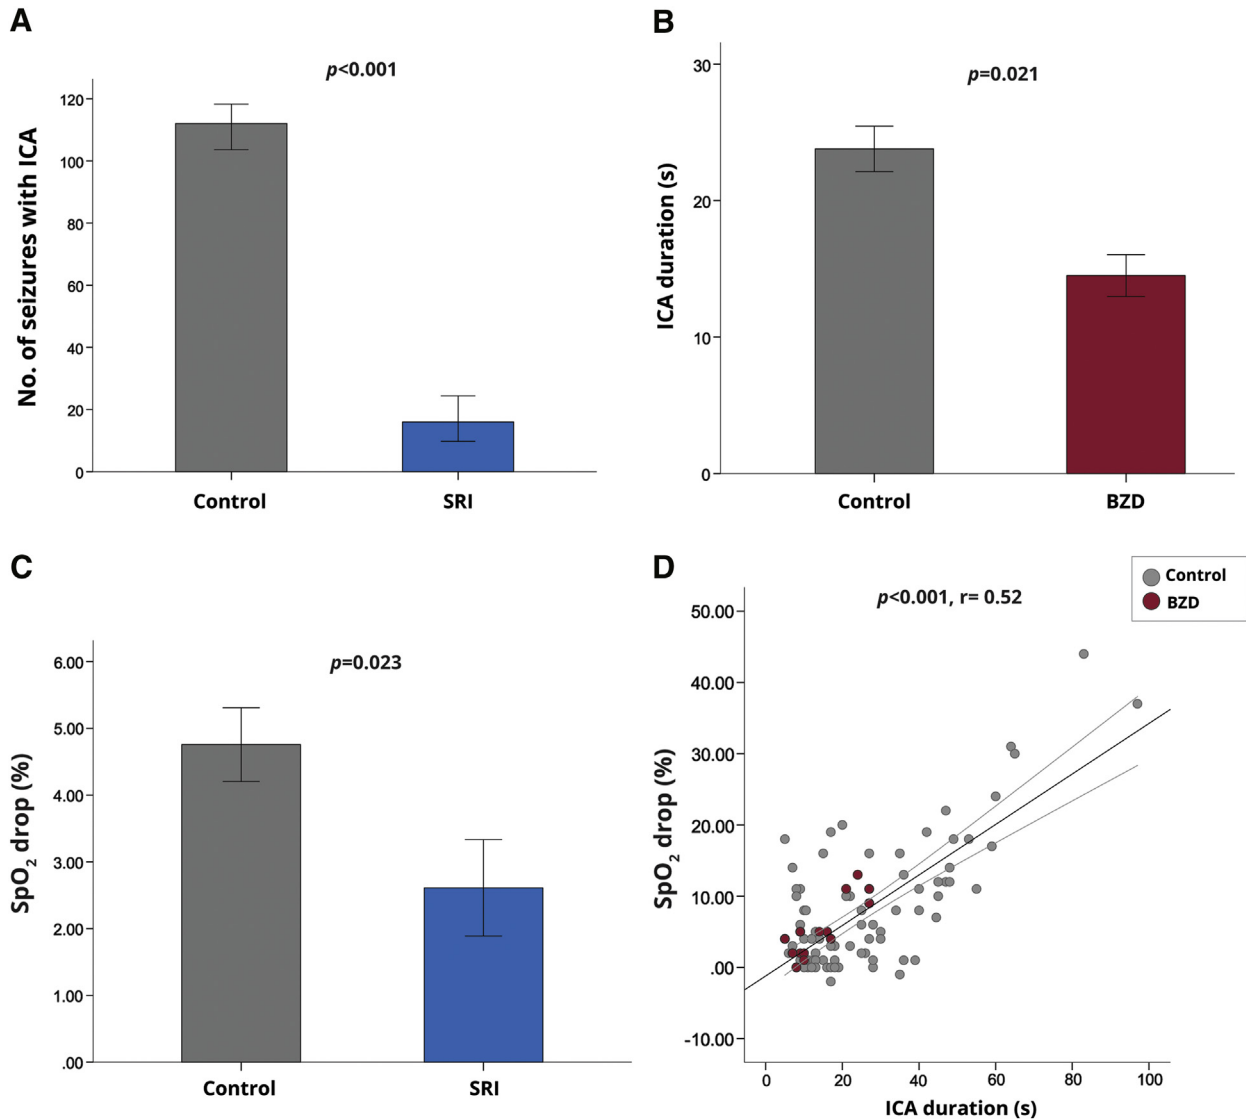 A
p<0.001
No. of seizures with ICA
120
100
80
60
40
20
0
Control
SRI
B
p=0.021
ICA duration (s)
30
20
10
0
Control
BZD
C
p=0.023
SpO2 drop (%)
6.00
5.00
4.00
3.00
2.00
1.00
.00
Control
SRI
D
Control
BZD
p<0.001, r= 0.52
SpO2 drop (%)
50.00
40.00
30.00
20.00
10.00
.00
-10.00
0 20 40 60 80 100
ICA duration (s)